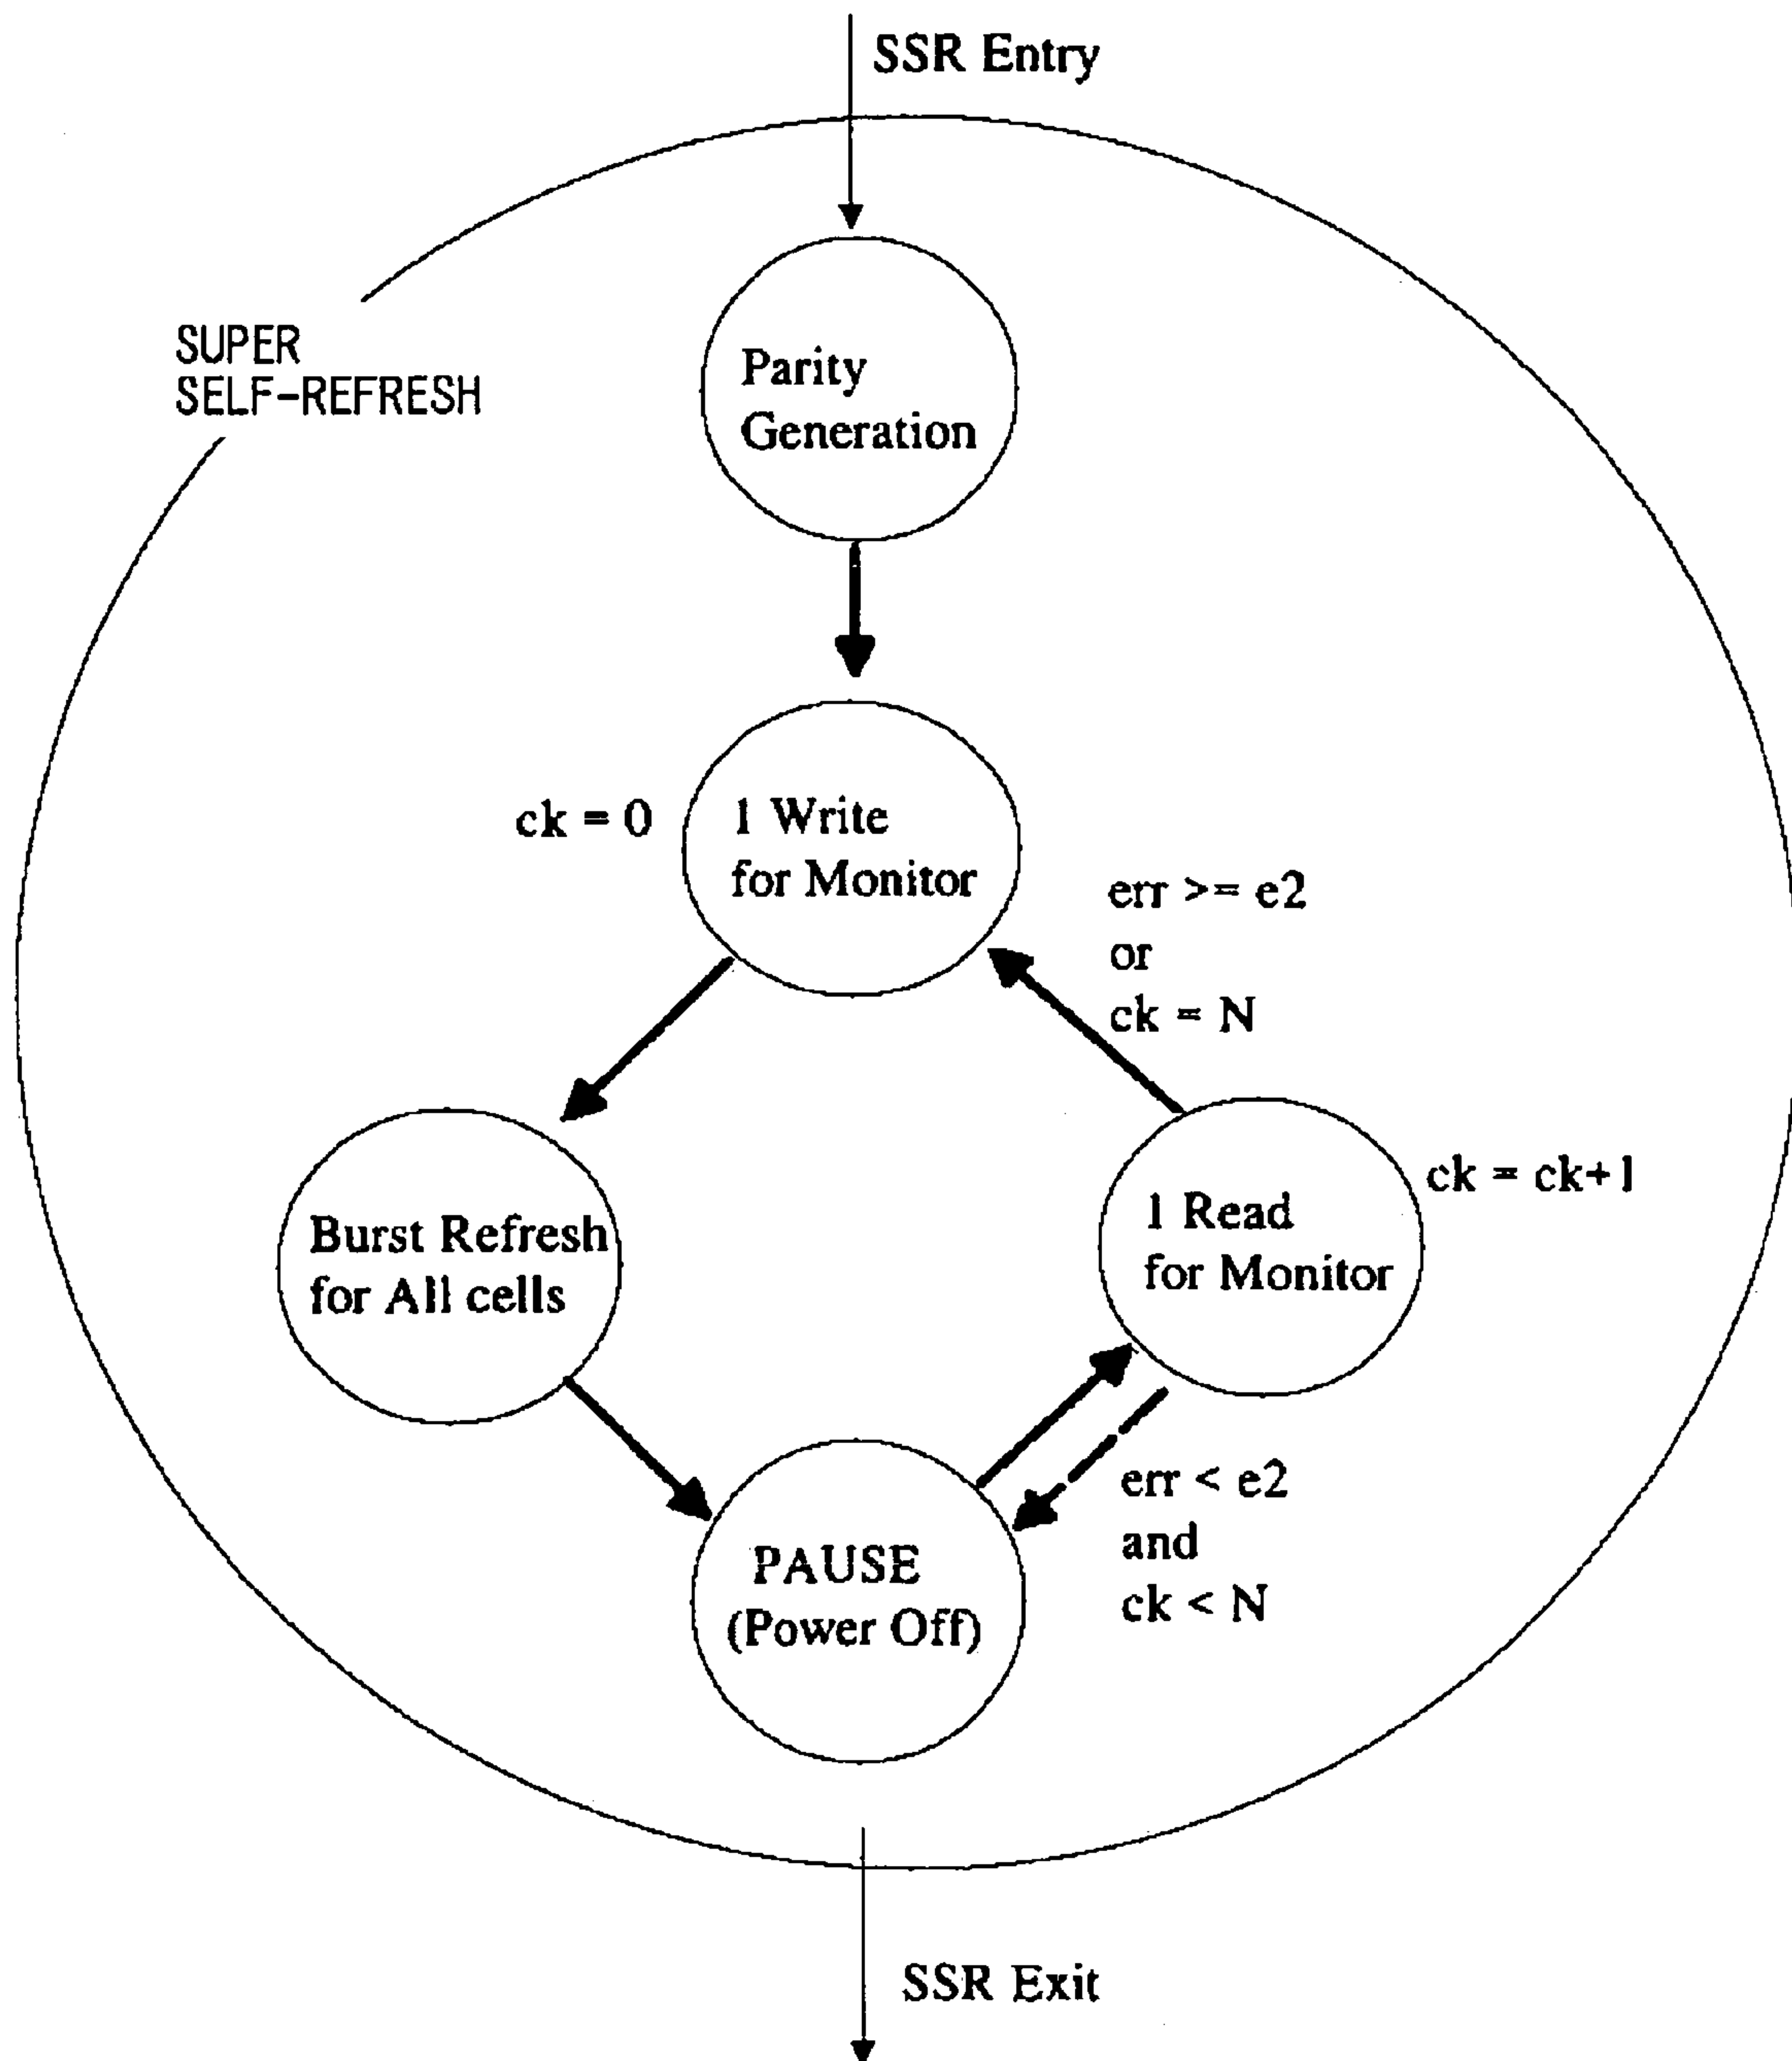 SSR Entry
SUPER
SELF-REFRESH
Parity
Generation
ck = 0
1 Write
for Monitor
err >= e2
or
ck = N
Burst Refresh
for All cells
1 Read
for Monitor
ck = ck+1
err < e2
and
ck < N
PAUSE
(Power Off)
SSR Exit